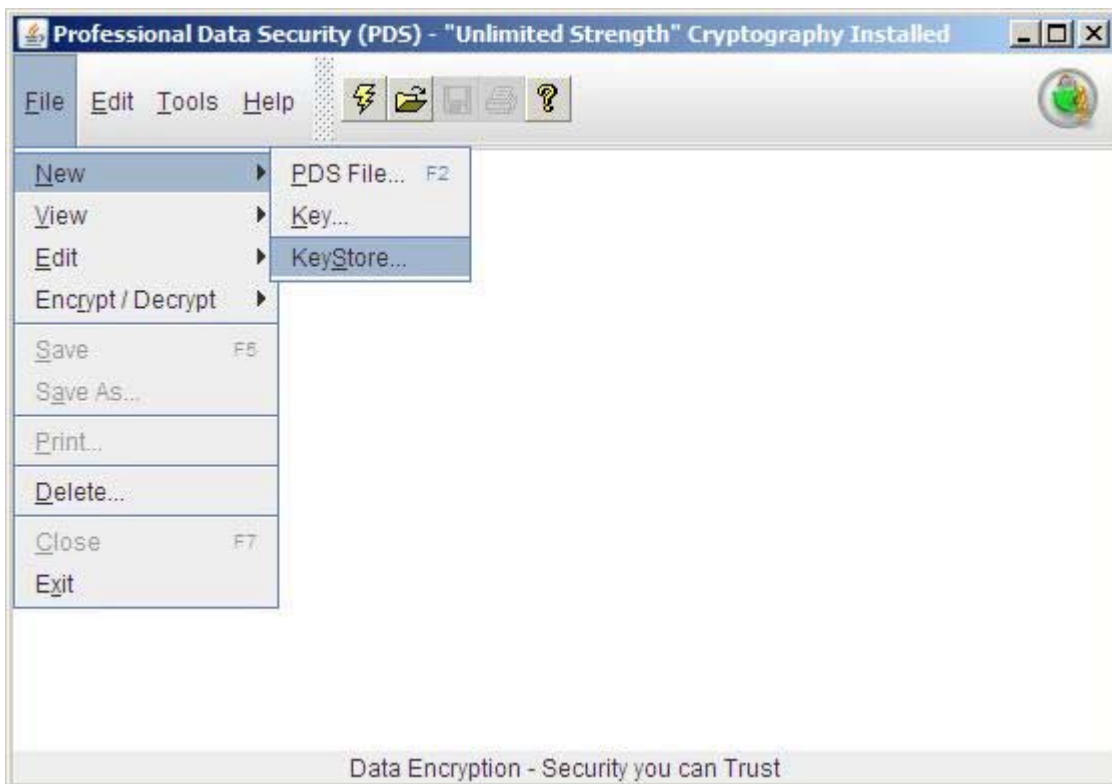 Professional Data Security (PDS) - "Unlimited Strength" Cryptography Installed
File Edit Tools Help
New
PDS File... F2
View
Key...
Edit
KeyStore...
Encrypt / Decrypt
Save F5
Save As...
Print...
Delete...
Close F7
Exit
Data Encryption - Security you can Trust